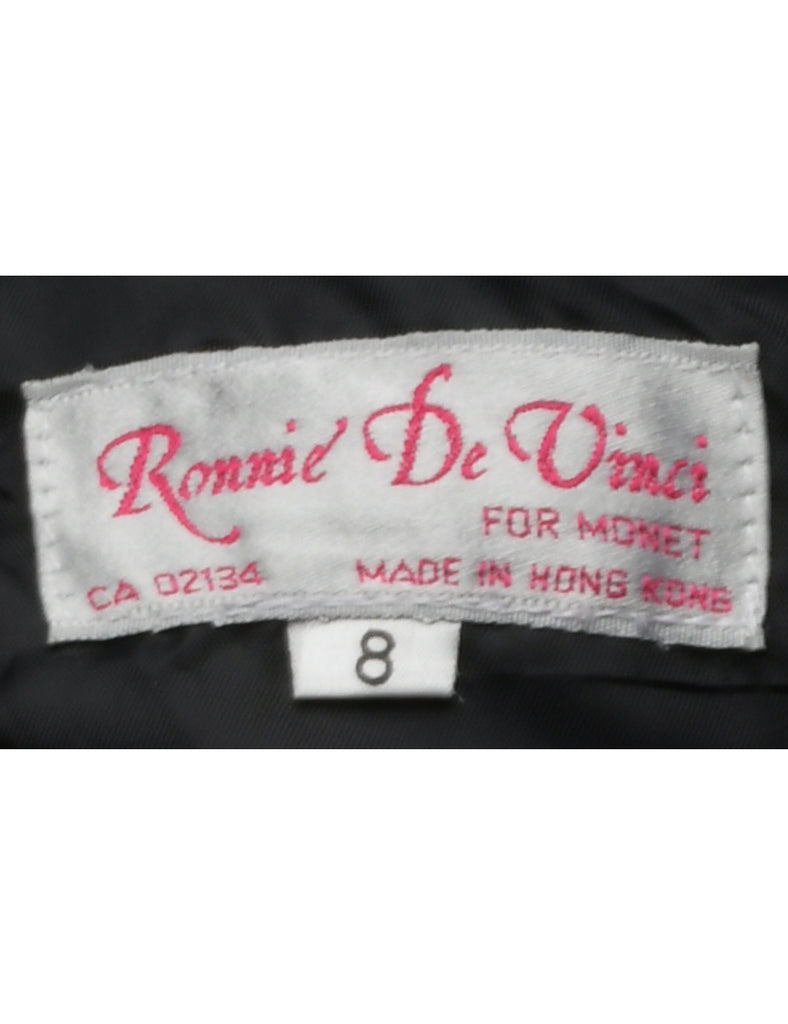 Ronnie De Vinci
FOR MONET
CA 02134 MADE IN HONG KONG
8